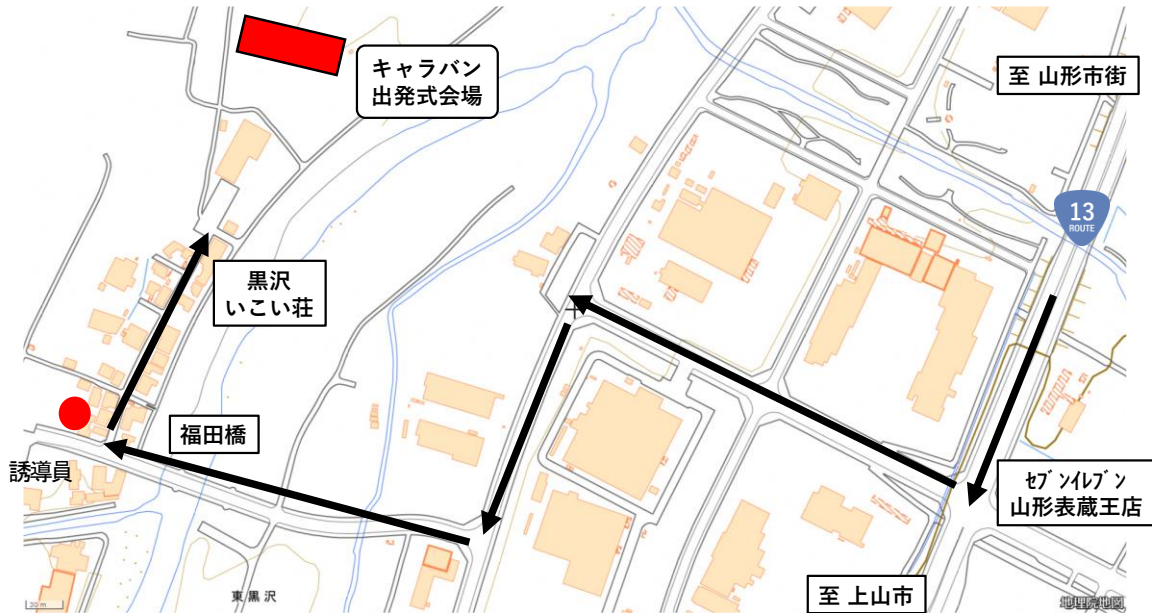 キャラバン
出発式会場
至 山形市街
13
ROUTE
黒沢
いこい荘
福田橋
誘導員
ｾﾌﾞﾝｲﾚﾌﾞﾝ
山形表蔵王店
至 上山市
東黒沢
20 m
地理院地図